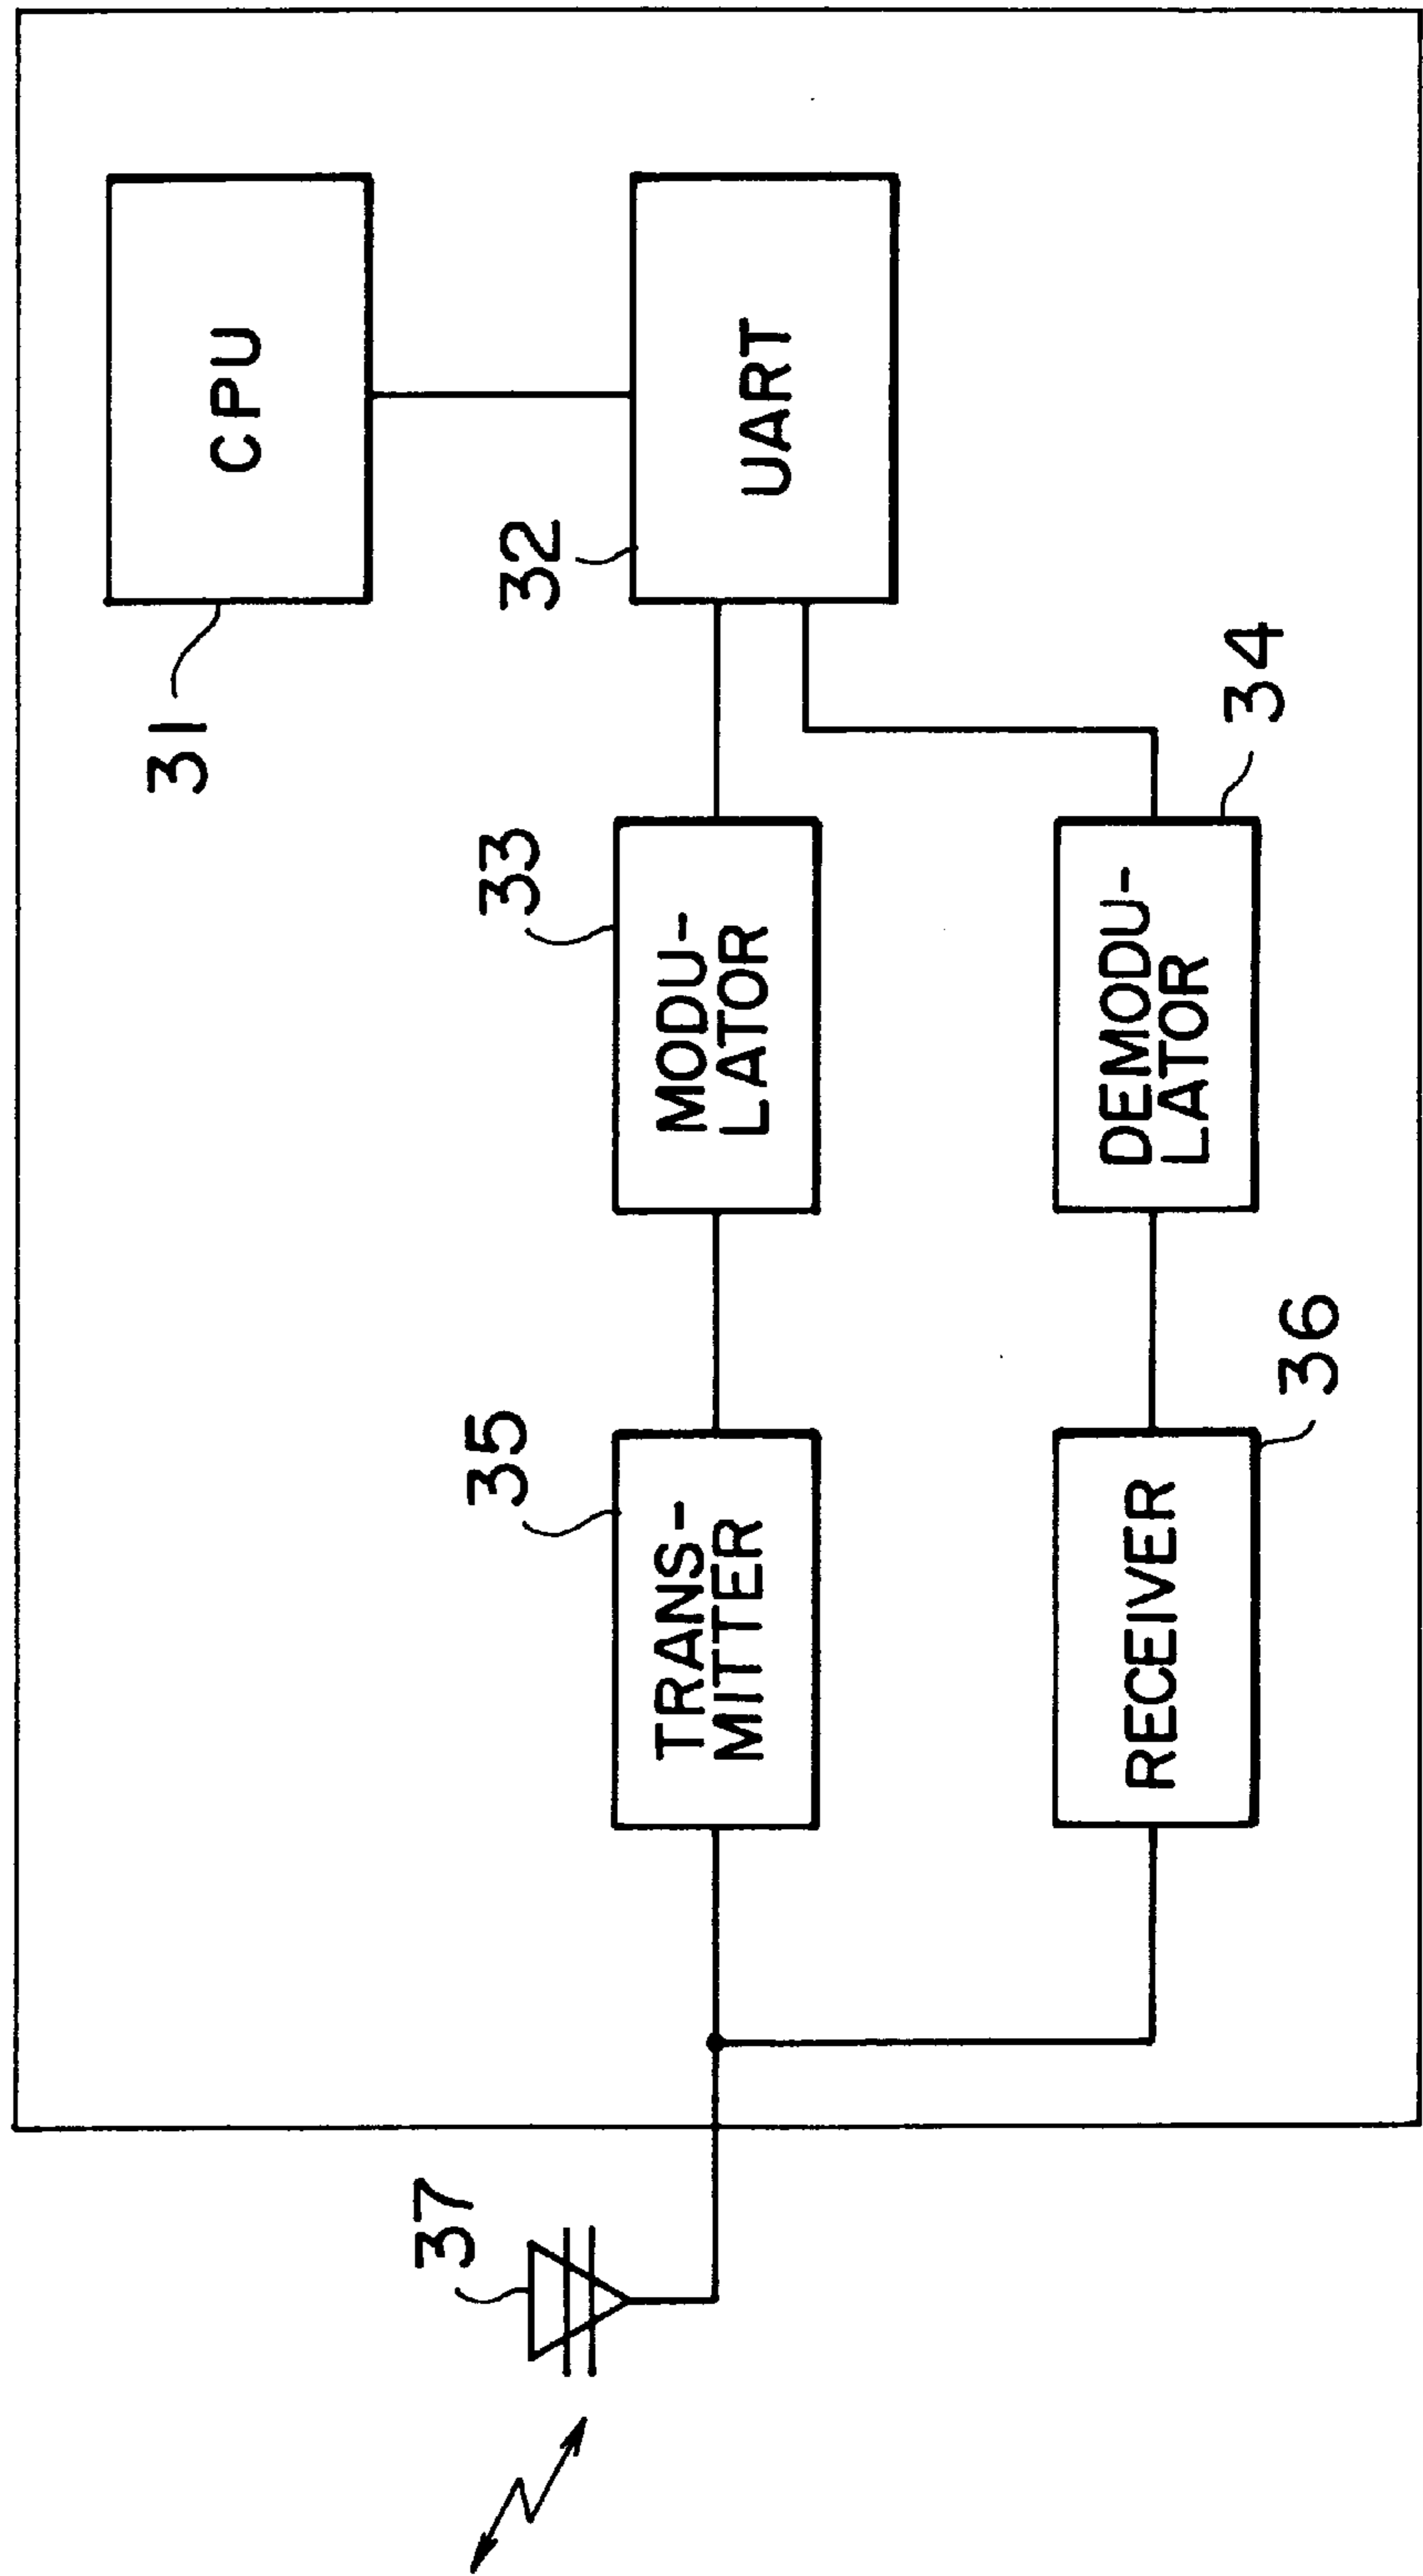 CPU
31
32
UART
33
MODU-
LATOR
34
DEMODU-
LATOR
35
TRANS-
MITTER
36
RECEIVER
37